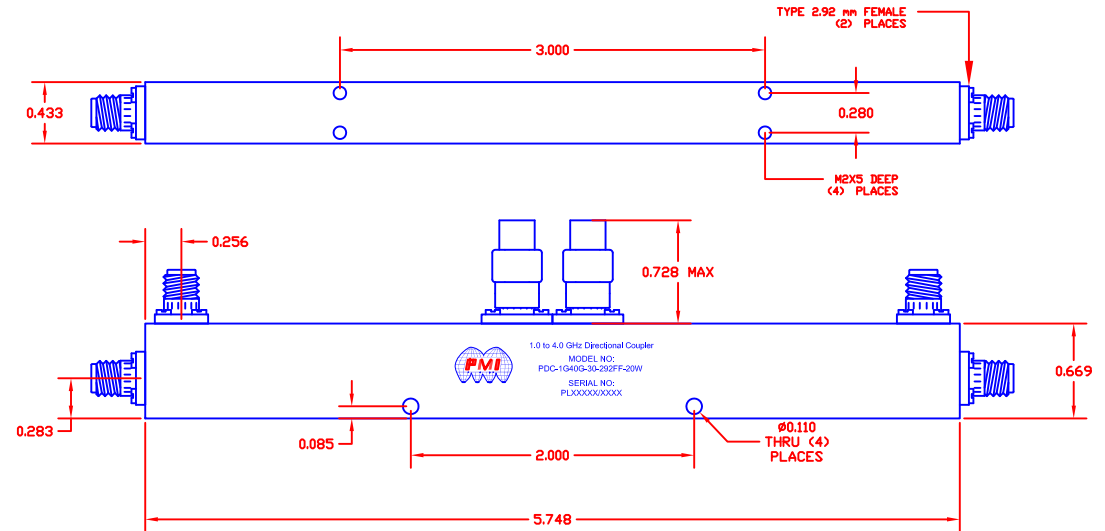 TYPE 2.92 mm FEMALE
(2) PLACES
3.000
0.433
0.280
M2X5 DEEP
(4) PLACES
0.256
0.728 MAX
1.0 to 4.0 GHz Directional Coupler
PMI
MODEL NO:
PDC-1G40G-30-292FF-20W
SERIAL NO:
PLXXXXX/XXXX
0.669
0.283
0.085
2.000
Ø0.110
THRU (4)
PLACES
5.748